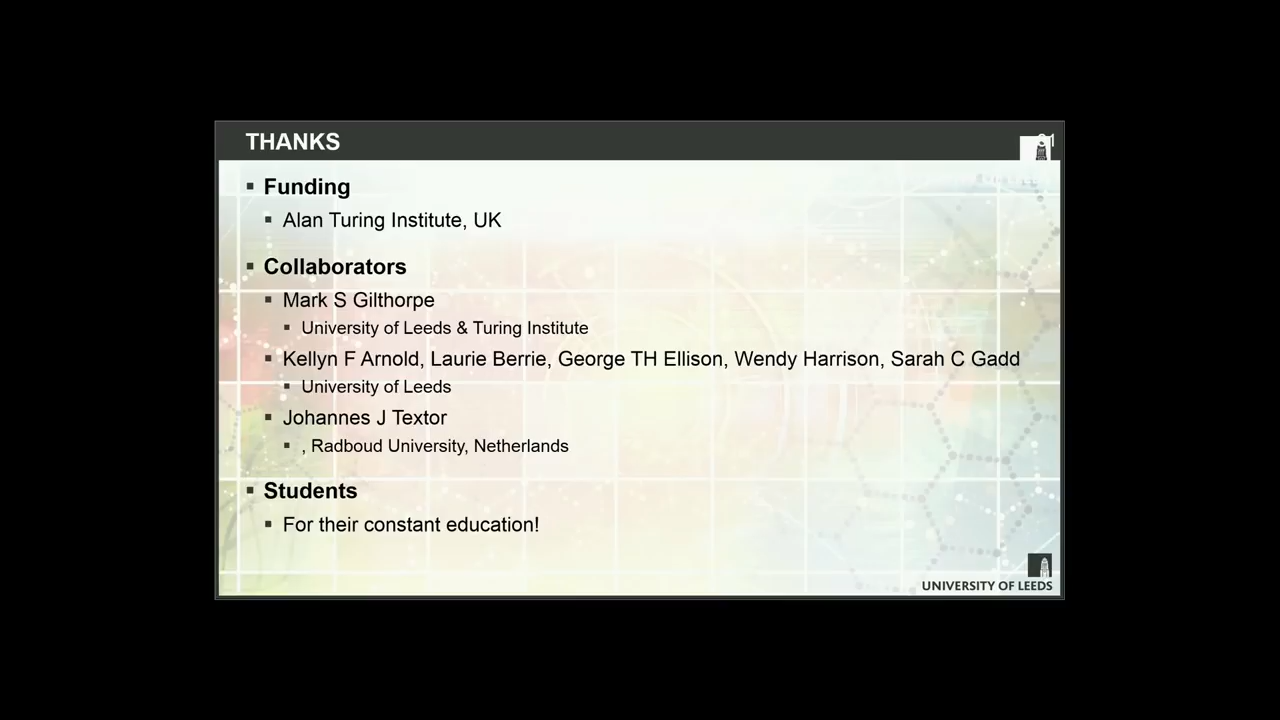 THANKS
Funding
Alan Turing Institute, UK
Collaborators
Mark S Gilthorpe
University of Leeds & Turing Institute
Kellyn F Arnold, Laurie Berrie, George TH Ellison, Wendy Harrison, Sarah C Gadd
University of Leeds
Johannes J Textor
, Radboud University, Netherlands
Students
For their constant education!
UNIVERSITY OF LEEDS